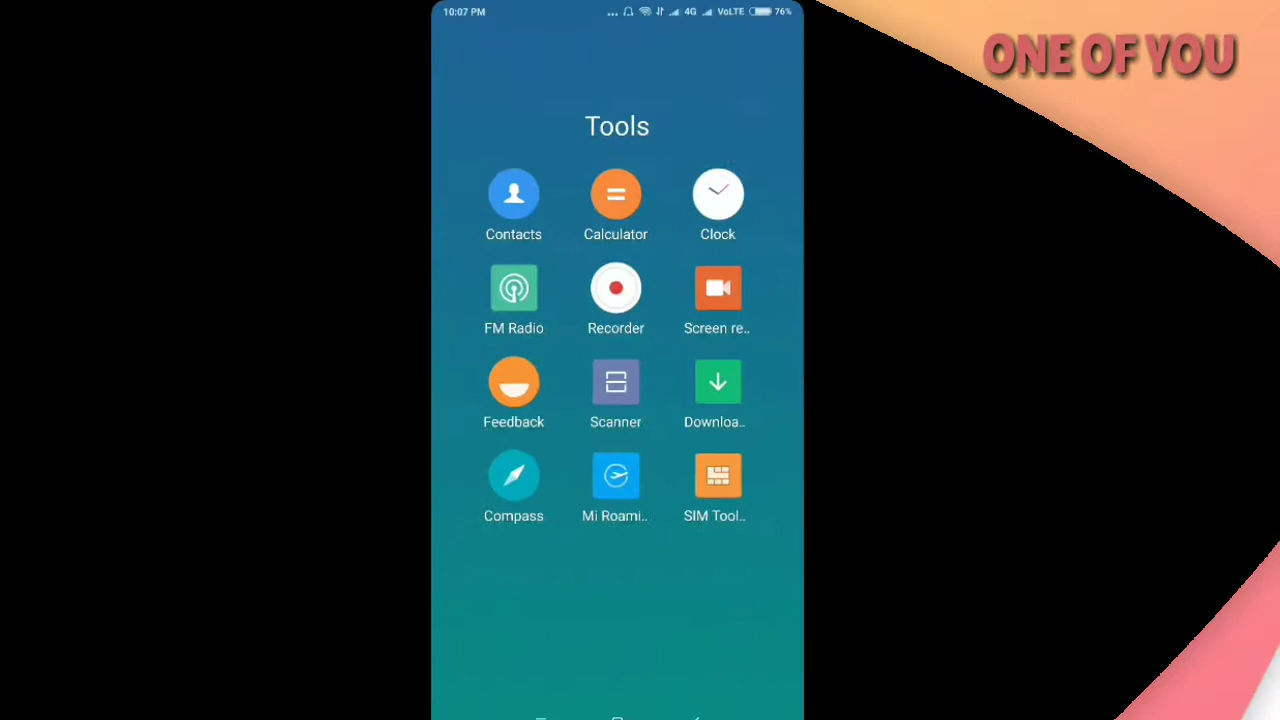 10:07 PM
... 4G VoLTE 76%
ONE OF YOU
Tools
Contacts
Calculator
Clock
FM Radio
Recorder
Screen re..
Feedback
Scanner
Downloa..
Compass
Mi Roami..
SIM Tool..